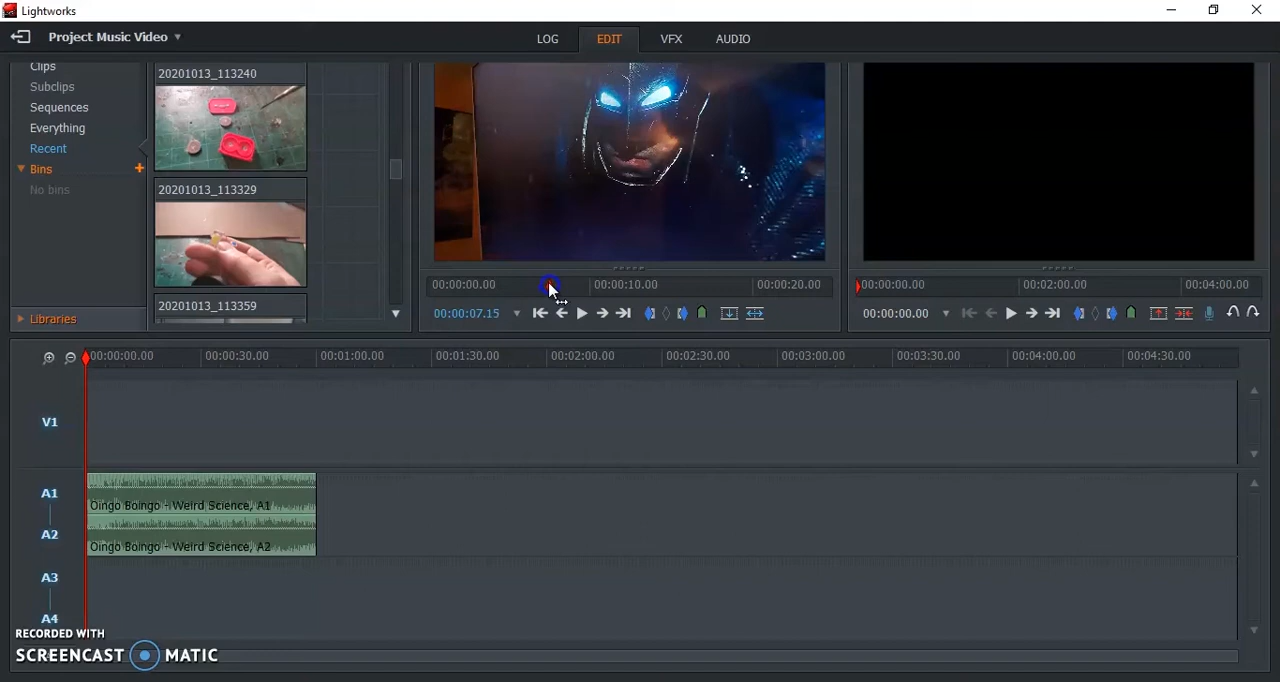 Lightworks
Project Music Video
LOG EDIT VFX AUDIO
Clips
Subclips
Sequences
Everything
Recent
Bins +
No bins
Libraries
20201013_113240
20201013_113329
20201013_113359
00:00:00.00 00:00:10.00 00:00:20.00
00:00:07.15
00:00:00.00 00:02:00.00 00:04:00.00
00:00:00.00
00:00:00.00 00:00:30.00 00:01:00.00 00:01:30.00 00:02:00.00 00:02:30.00 00:03:00.00 00:03:30.00 00:04:00.00 00:04:30.00
V1
A1 Oingo Boingo - Weird Science, A1
A2 Oingo Boingo - Weird Science, A2
A3
A4
RECORDED WITH
SCREENCAST MATIC